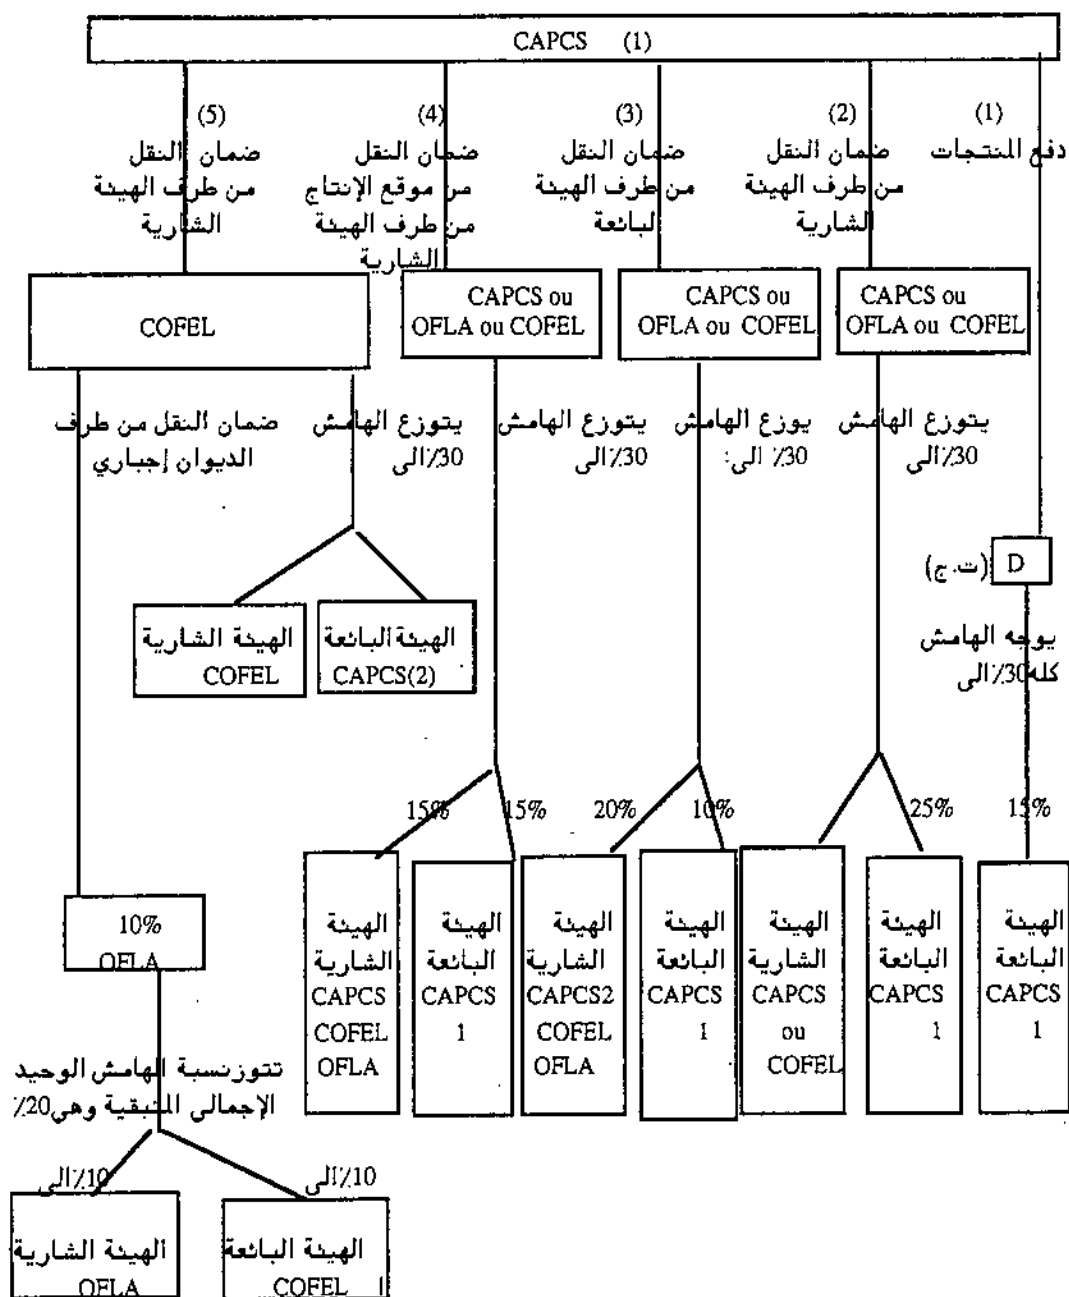 CAPCS (1)
(1)
دفع المنتجات
(2)
ضمان النقل
من طرف الهيئة
الشارية
(3)
ضمان النقل
من طرف الهيئة
البائعة
(4)
ضمان النقل
من موقع الإنتاج
من طرف الهيئة
الشارية
(5)
ضمان النقل
من طرف الهيئة
الشارية
CAPCS ou
OFLA ou COFEL
CAPCS ou
OFLA ou COFEL
CAPCS ou
OFLA ou COFEL
COFEL
يتوزع الهامش
30٪الى
يوزع الهامش
30٪ الى:
يتوزع الهامش
30٪الى
يتوزع الهامش
30٪الى
ضمان النقل من طرف
الديوان إجباري
D (ت.ج)
يوجه الهامش
كله30٪الى
الهيئة البائعة
CAPCS(2)
الهيئة الشارية
COFEL
15%
25%
10%
20%
15%
15%
الهيئة
البائعة
CAPCS
1
الهيئة
البائعة
CAPCS
1
الهيئة
الشارية
CAPCS
ou
COFEL
الهيئة
البائعة
CAPCS
1
الهيئة
الشارية
CAPCS2
COFEL
OFLA
الهيئة
البائعة
CAPCS
1
الهيئة
الشارية
CAPCS
COFEL
OFLA
10%
OFLA
تتوزنسبة الهامش الوحيد
الإجمالي المتبقية وهي20٪
10٪الى
10٪الى
الهيئة البائعة
COFEL
الهيئة الشارية
OFLA